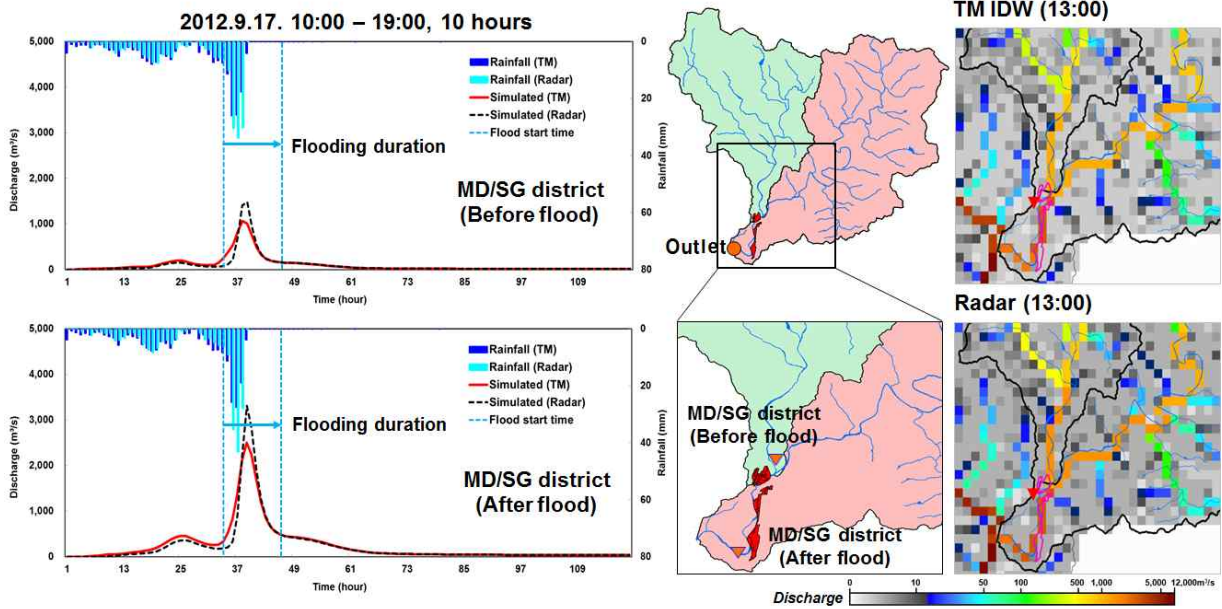 2012.9.17. 10:00 – 19:00, 10 hours
5,000
4,000
3,000
2,000
1,000
0
Discharge (m³/s)
0
20
40
60
80
Rainfall (mm)
Rainfall (TM)
Rainfall (Radar)
Simulated (TM)
Simulated (Radar)
Flood start time
Flooding duration
MD/SG district
(Before flood)
1 13 25 37 49 61 73 85 97 109
Time (hour)
5,000
4,000
3,000
2,000
1,000
0
Discharge (m³/s)
0
20
40
60
80
Rainfall (mm)
Rainfall (TM)
Rainfall (Radar)
Simulated (TM)
Simulated (Radar)
Flood start time
Flooding duration
MD/SG district
(After flood)
1 13 25 37 49 61 73 85 97 109
Time (hour)
Outlet
MD/SG district
(Before flood)
MD/SG district
(After flood)
TM IDW (13:00)
Radar (13:00)
Discharge
0 10 50 100 500 1,000 5,000 12,000m³/s